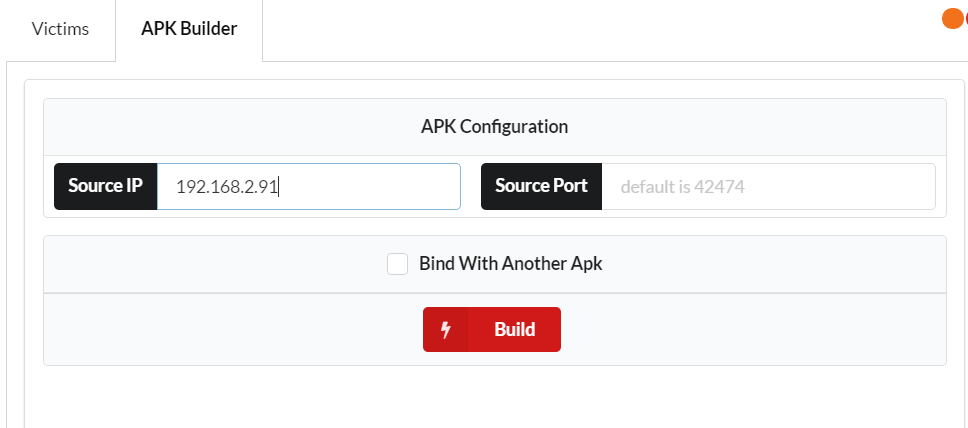 Victims APK Builder
APK Configuration
Source IP 192.168.2.91 Source Port default is 42474
Bind With Another Apk
Build